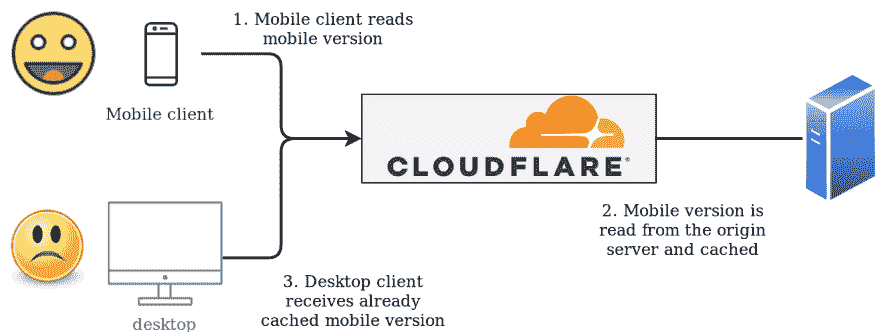 1. Mobile client reads
mobile version
Mobile client
CLOUDFLARE®
2. Mobile version is
read from the origin
server and cached
3. Desktop client
receives already
cached mobile version
desktop